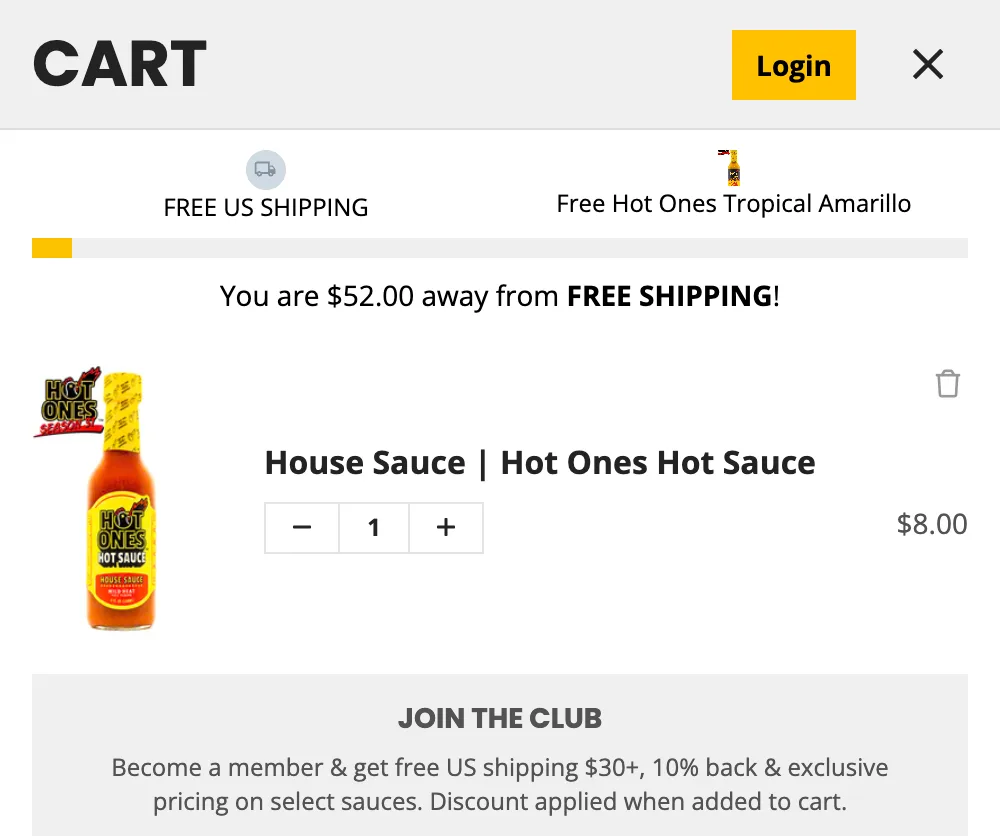 CART
Login
FREE US SHIPPING
Free Hot Ones Tropical Amarillo
You are $52.00 away from FREE SHIPPING!
HOT
ONES
House Sauce | Hot Ones Hot Sauce
HOT
ONES
HOT SAUCE
HOUSE SAUCE
1
$8.00
JOIN THE CLUB
Become a member & get free US shipping $30+, 10% back & exclusive
pricing on select sauces. Discount applied when added to cart.